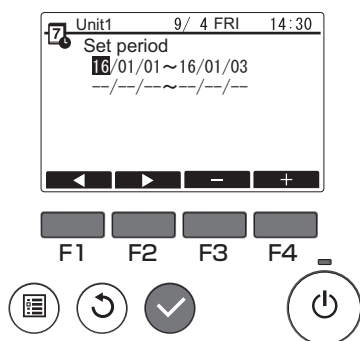 7 Unit1 9/ 4 FRI 14:30
Set period
16/01/01~16/01/03
--/--/--~--/--/--
◀ ▶ − +
F1 F2 F3 F4